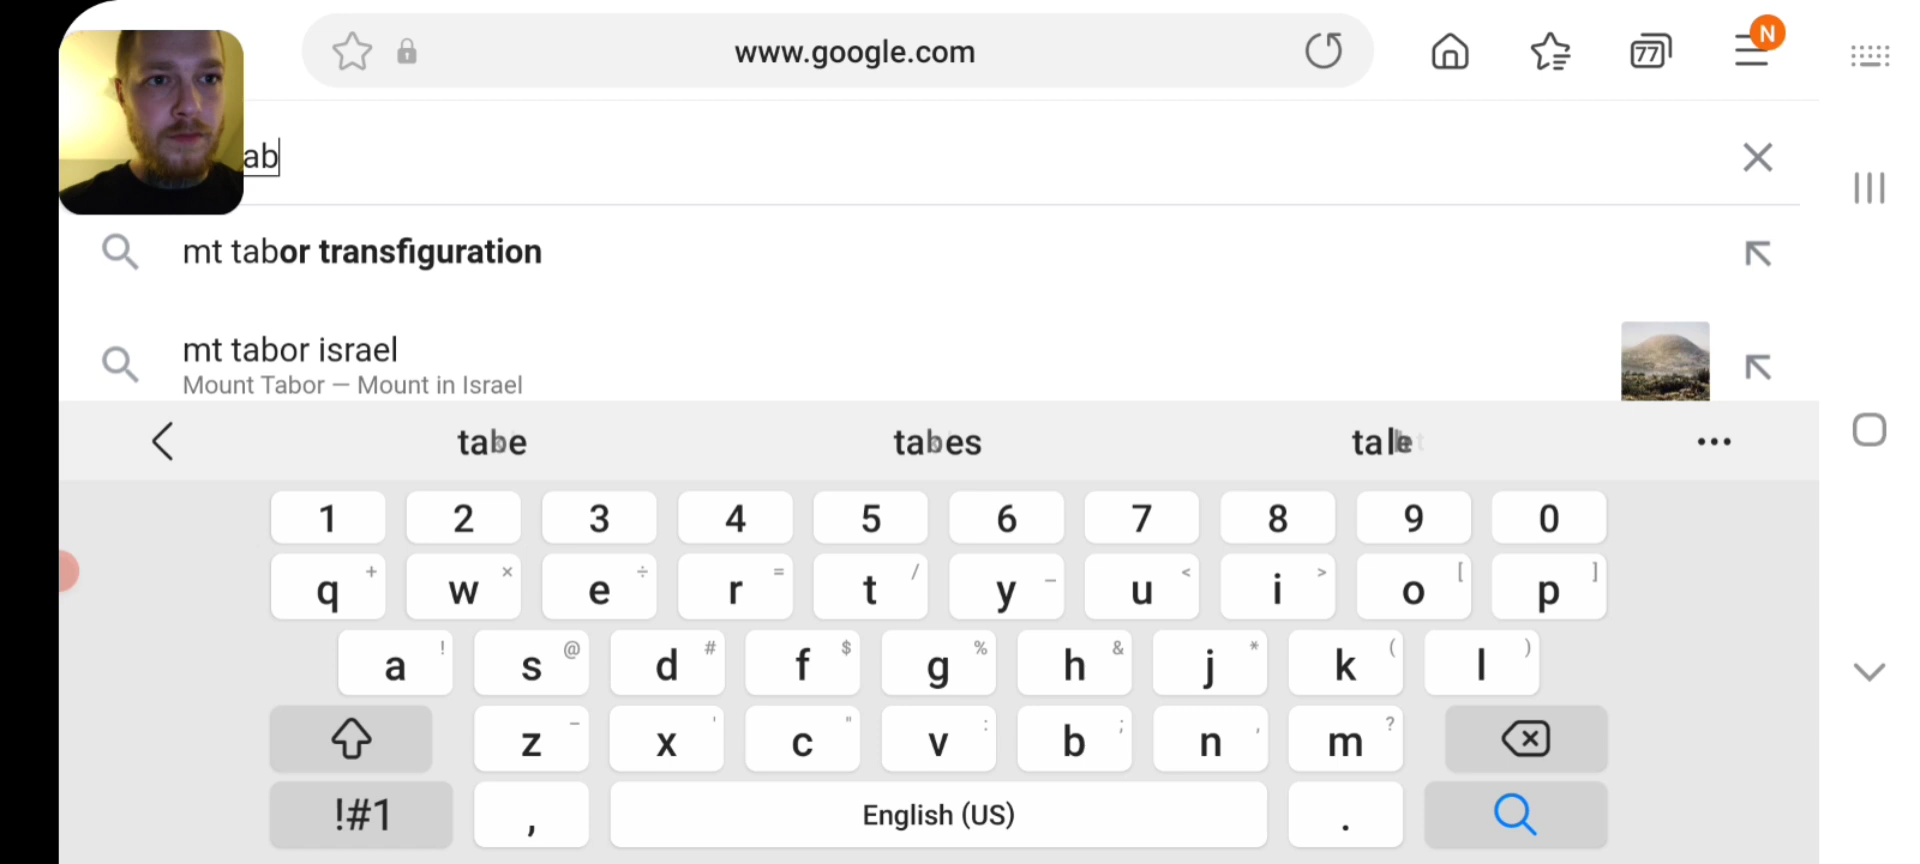 www.google.com
77
N
ab
mt tabor transfiguration
mt tabor israel
Mount Tabor — Mount in Israel
tabe
tabes
1 2 3 4 5 6 7 8 9 0
q + w × e ÷ r = t / y _ u < i > o [ p ]
a ! s @ d # f $ g % h & j * k ( l )
z - x ' c " v : b ; n , m ?
!#1 , English (US) .